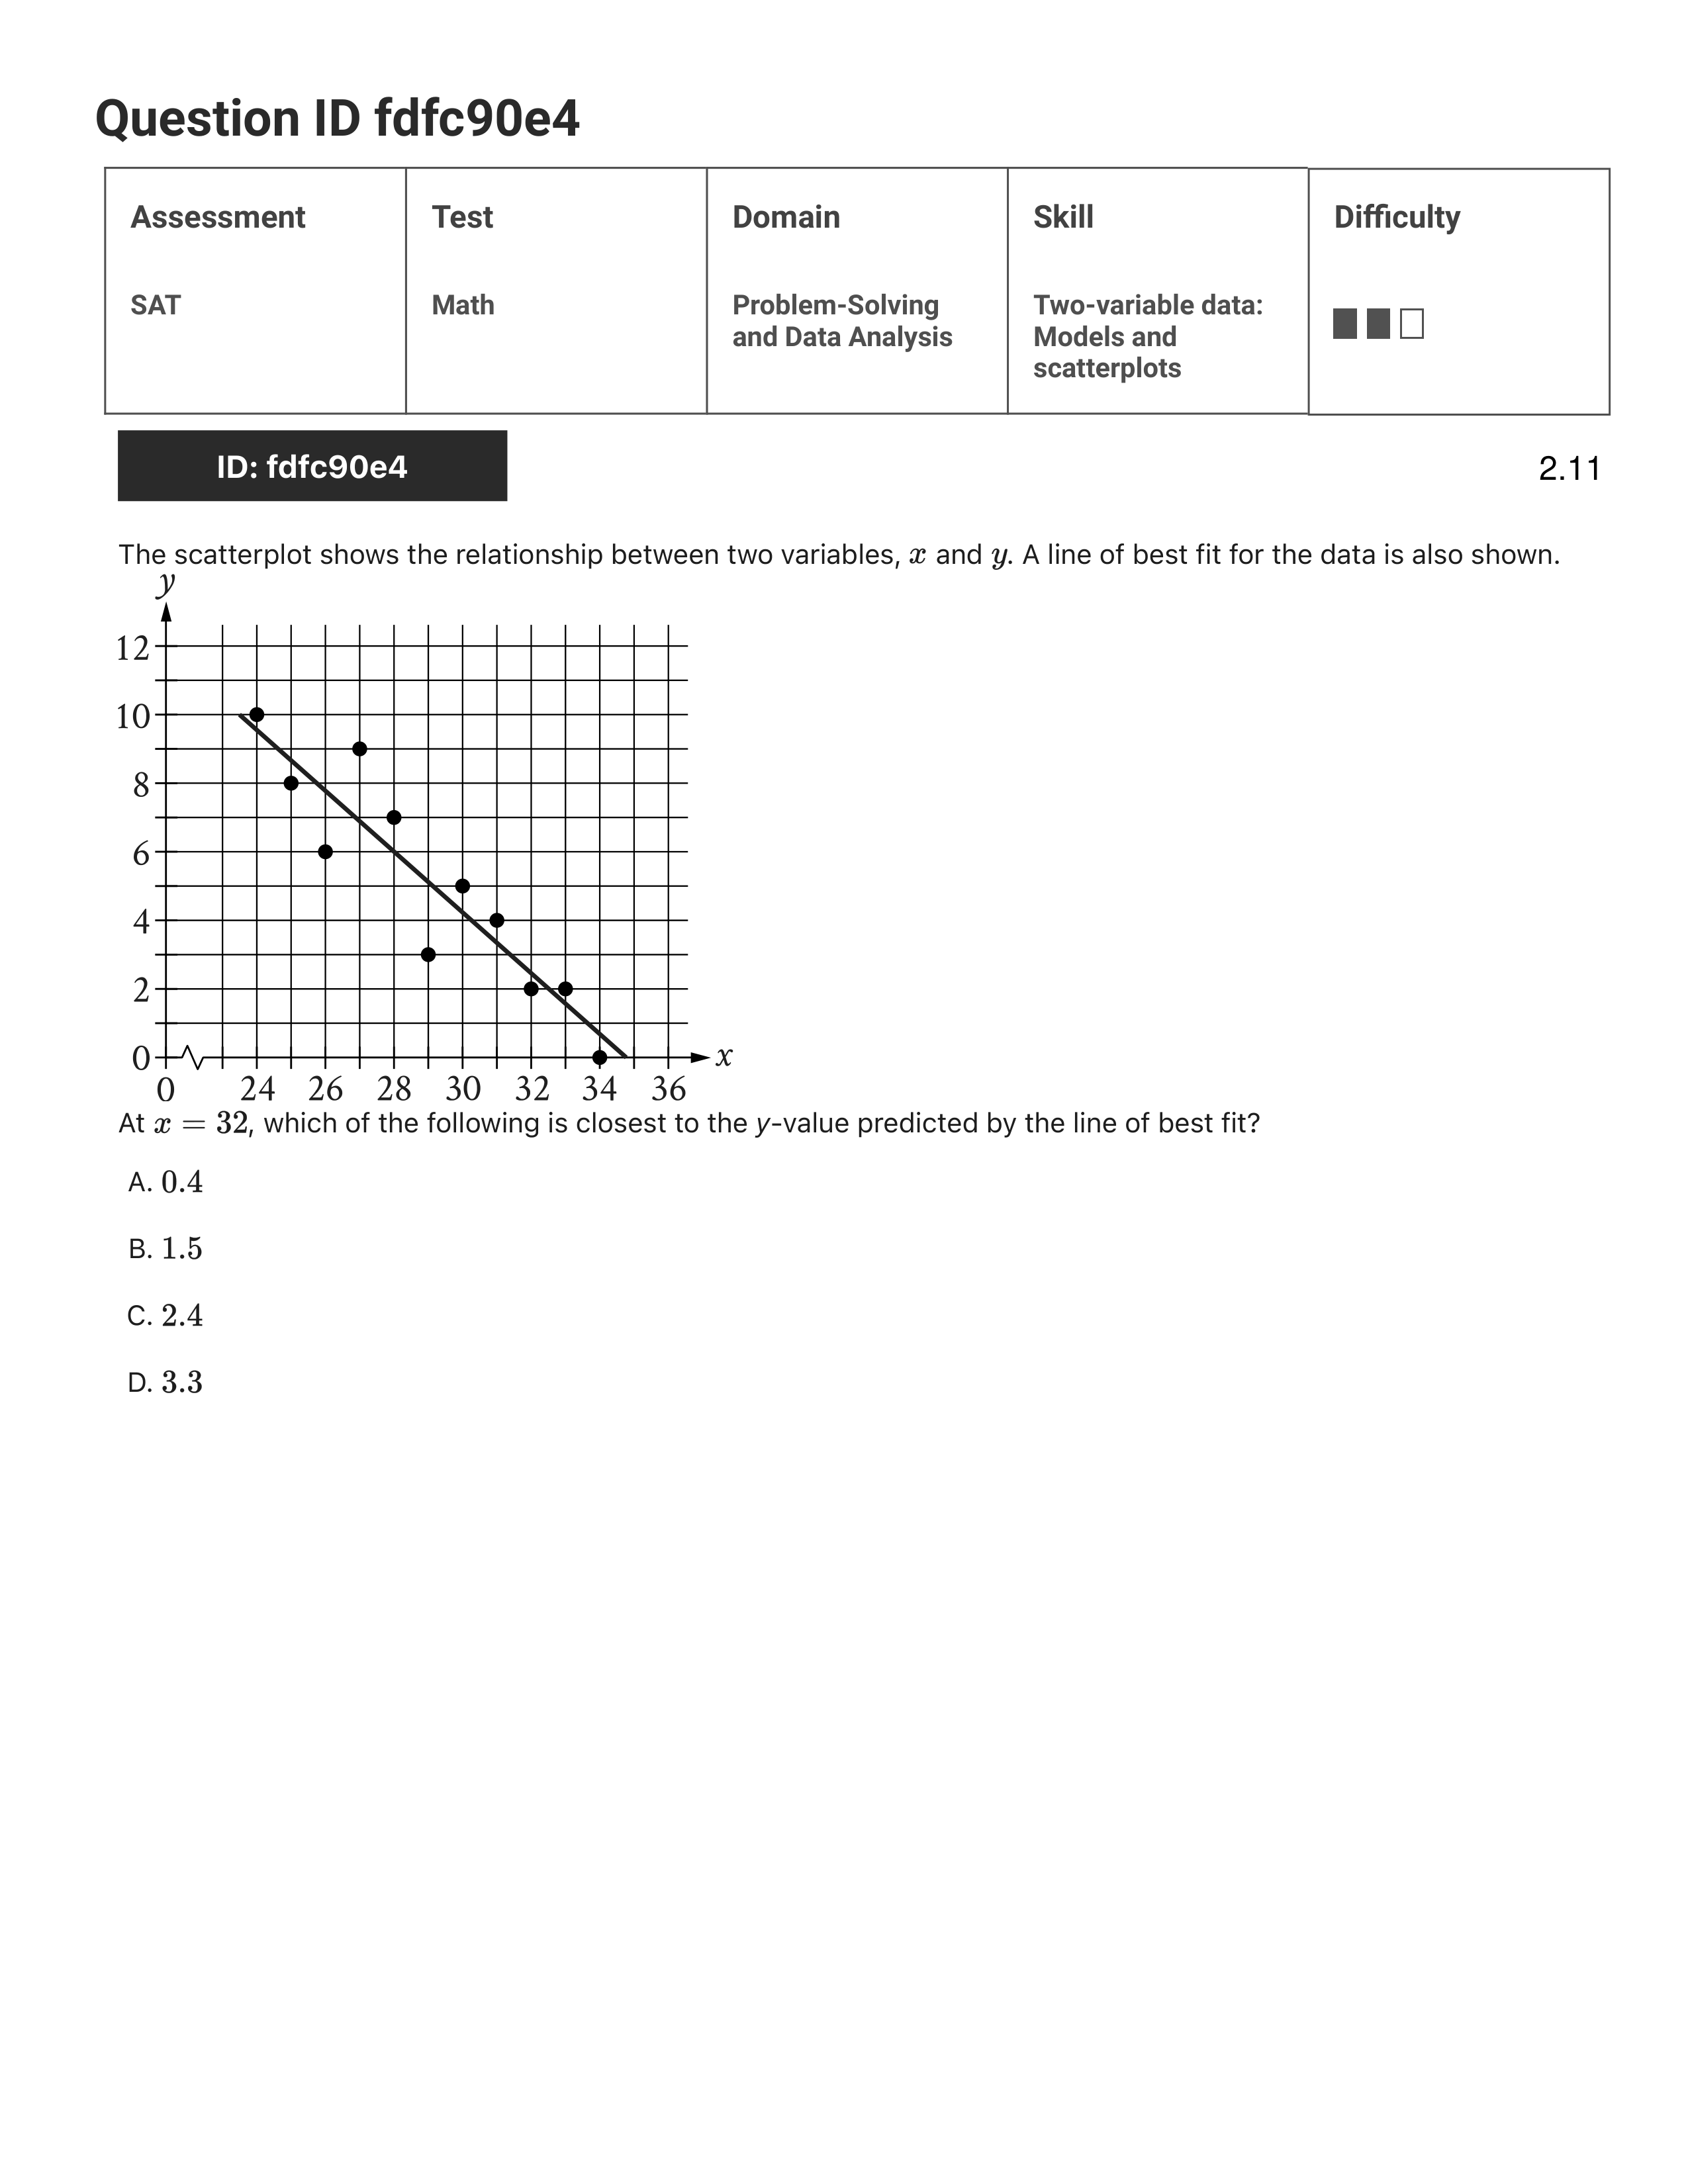 Question ID fdfc90e4
Assessment Test Domain Skill Difficulty
SAT Math Problem-Solving and Data Analysis Two-variable data: Models and scatterplots
ID: fdfc90e4 2.11
The scatterplot shows the relationship between two variables, x and y. A line of best fit for the data is also shown.
y
12
10
8
6
4
2
0
x
0 24 26 28 30 32 34 36
At x = 32, which of the following is closest to the y-value predicted by the line of best fit?
A. 0.4
B. 1.5
C. 2.4
D. 3.3